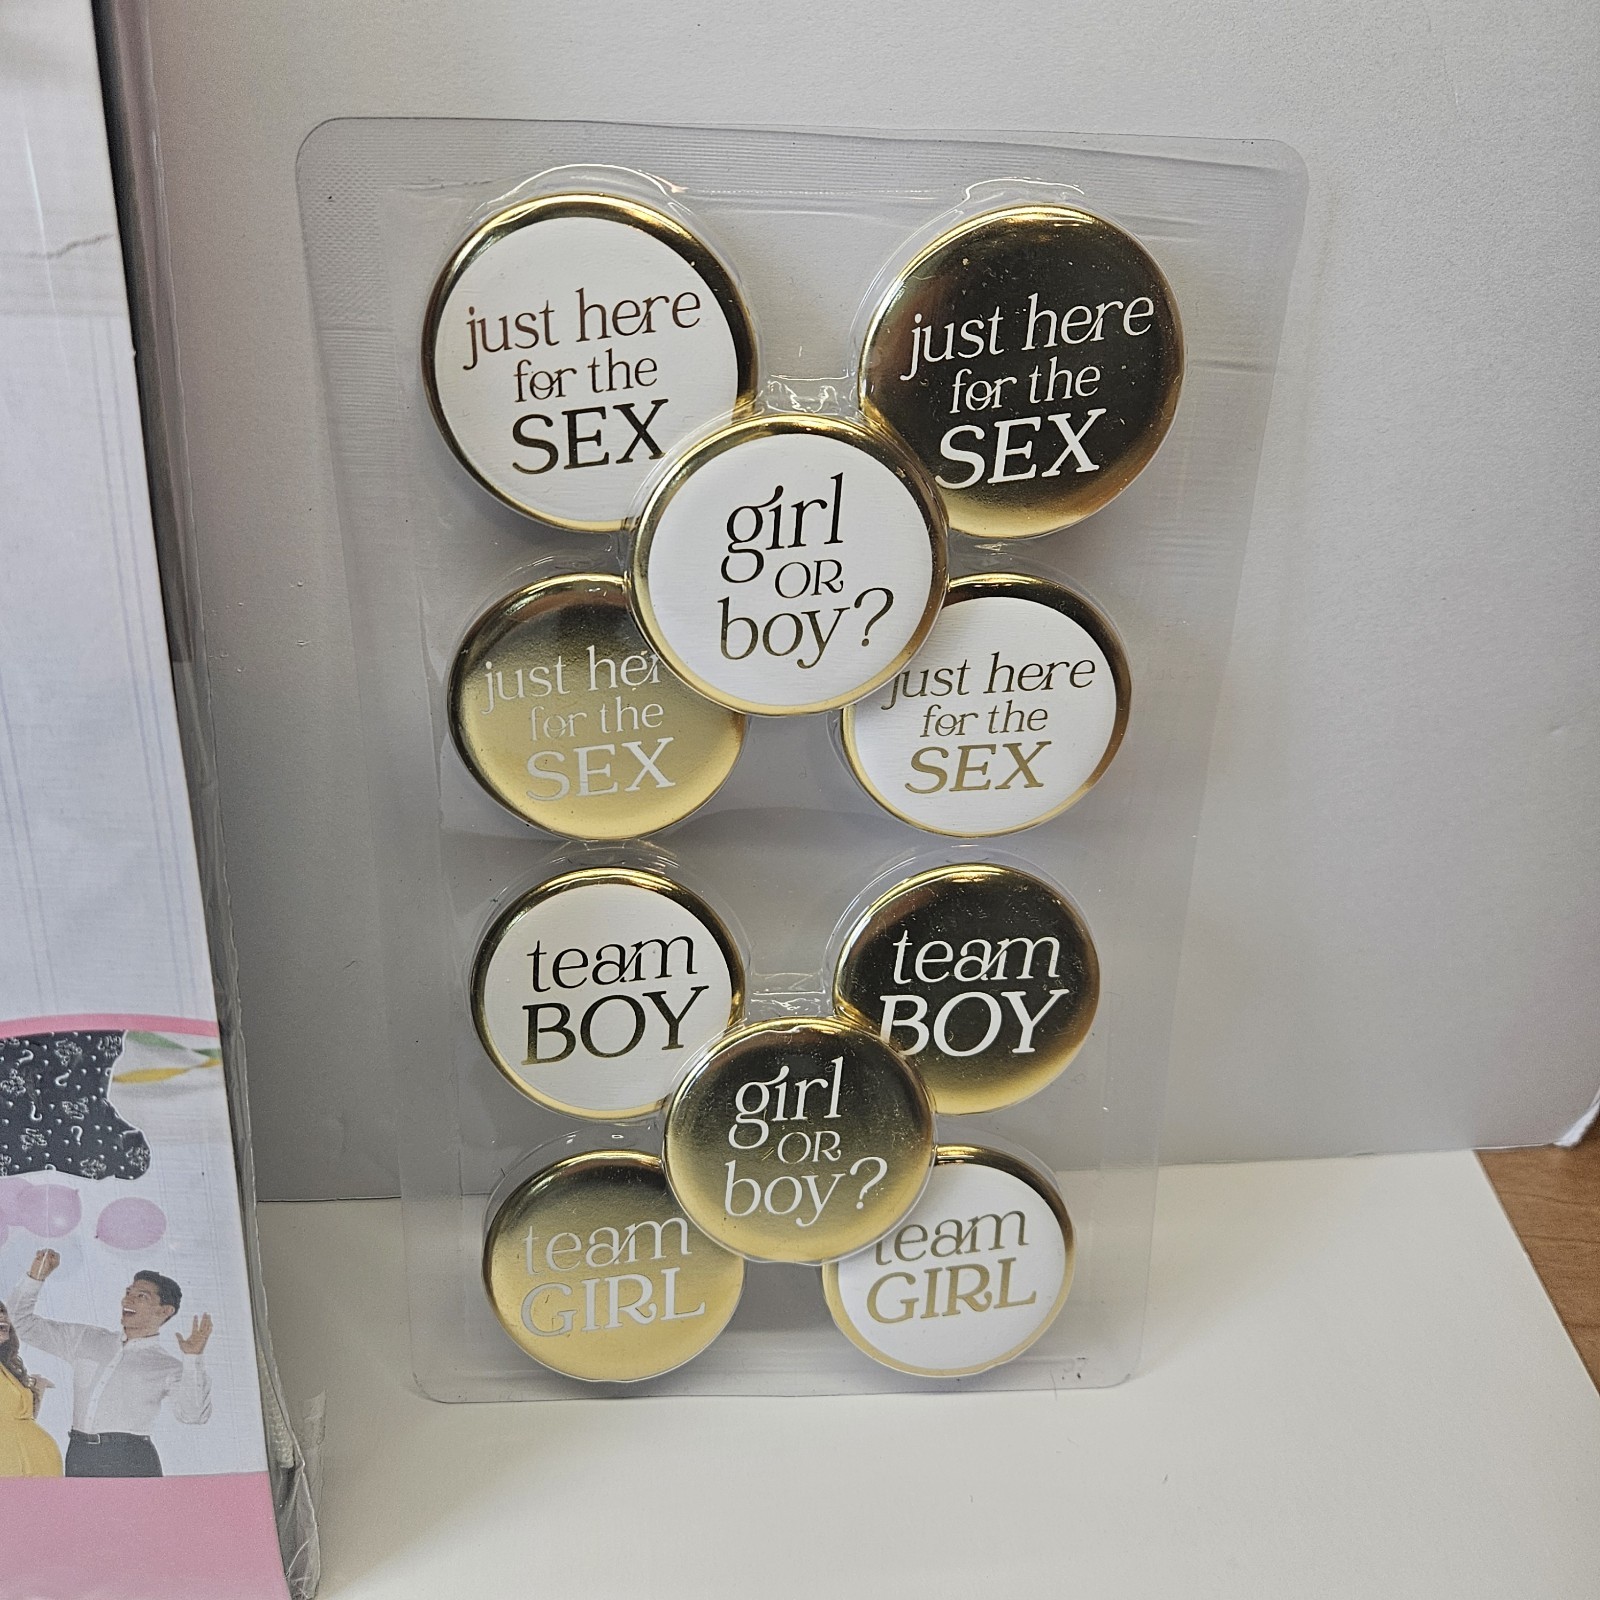 just here
for the
SEX
just here
for the
SEX
girl
OR
boy?
just her
for the
SEX
just here
for the
SEX
team
BOY
team
BOY
girl
OR
boy?
team
GIRL
team
GIRL